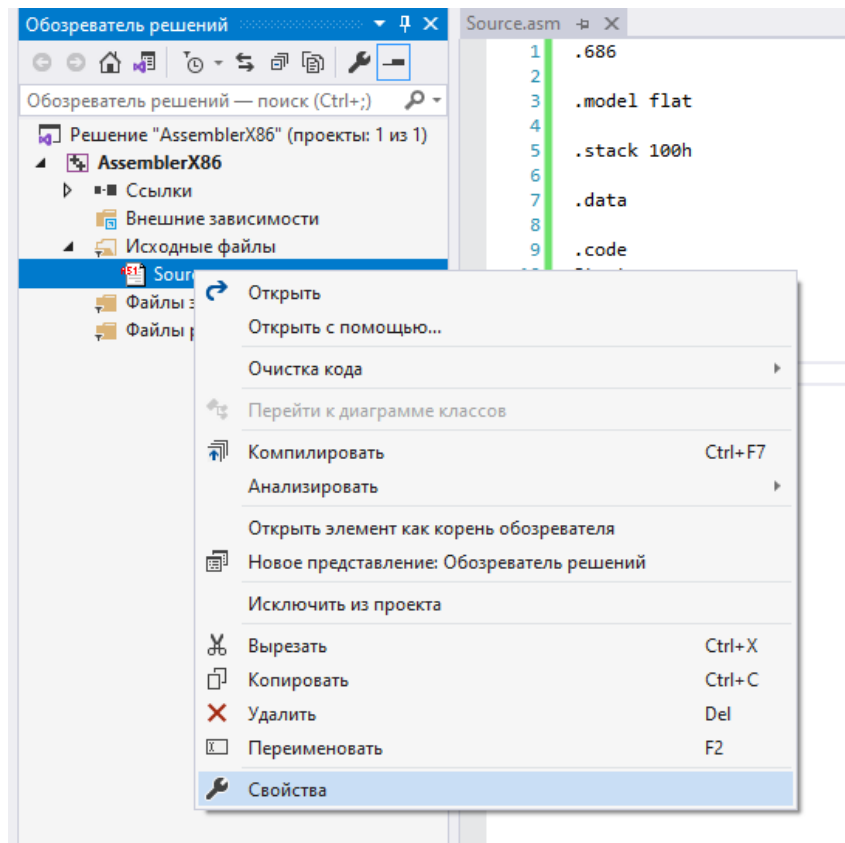 Обозреватель решений
Обозреватель решений — поиск (Ctrl+;)
Решение "AssemblerX86" (проекты: 1 из 1)
AssemblerX86
Ссылки
Внешние зависимости
Исходные файлы
Sour
Файлы
Файлы
Source.asm
1 .686
2
3 .model flat
4
5 .stack 100h
6
7 .data
8
9 .code
Открыть
Открыть с помощью...
Очистка кода
Перейти к диаграмме классов
Компилировать Ctrl+F7
Анализировать
Открыть элемент как корень обозревателя
Новое представление: Обозреватель решений
Исключить из проекта
Вырезать Ctrl+X
Копировать Ctrl+C
Удалить Del
Переименовать F2
Свойства